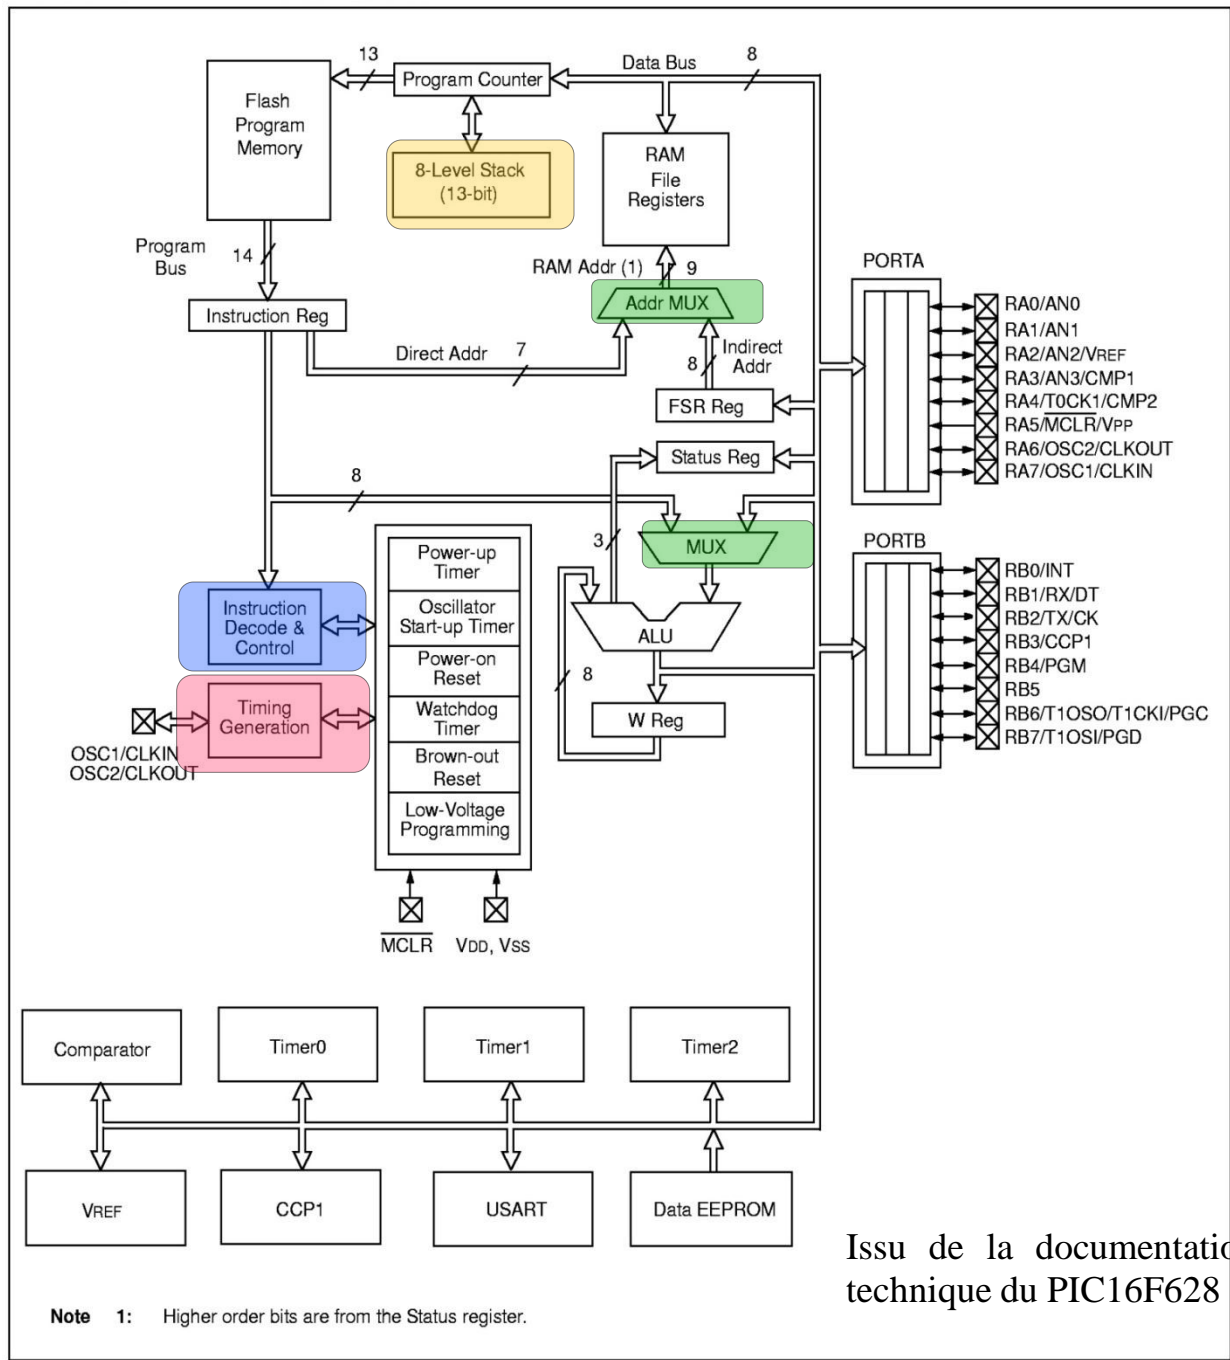 13
Data Bus
8
Program Counter
Flash
Program
Memory
8-Level Stack
(13-bit)
RAM
File
Registers
Program
Bus
14
RAM Addr (1)
9
Addr MUX
Instruction Reg
Direct Addr
7
Indirect
Addr
8
FSR Reg
Status Reg
8
3
MUX
ALU
8
W Reg
Instruction
Decode &
Control
Timing
Generation
OSC1/CLKIN
OSC2/CLKOUT
Power-up
Timer
Oscillator
Start-up Timer
Power-on
Reset
Watchdog
Timer
Brown-out
Reset
Low-Voltage
Programming
MCLR
VDD, VSS
PORTA
RA0/AN0
RA1/AN1
RA2/AN2/VREF
RA3/AN3/CMP1
RA4/T0CK1/CMP2
RA5/MCLR/VPP
RA6/OSC2/CLKOUT
RA7/OSC1/CLKIN
PORTB
RB0/INT
RB1/RX/DT
RB2/TX/CK
RB3/CCP1
RB4/PGM
RB5
RB6/T1OSO/T1CKI/PGC
RB7/T1OSI/PGD
Comparator
Timer0
Timer1
Timer2
VREF
CCP1
USART
Data EEPROM
Issu de la documentatio
technique du PIC16F628
Note 1: Higher order bits are from the Status register.